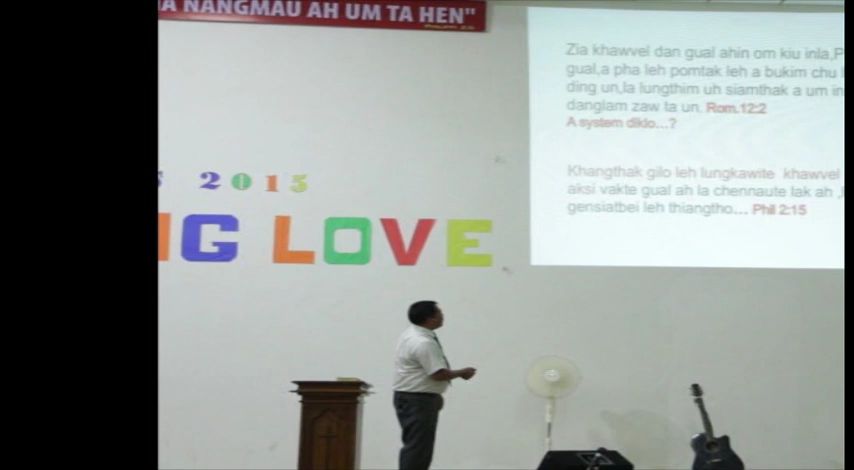 A NANGMAU AH UM TA HEN"
Zia khawvel dan gual ahin om kiu inla,P
gual,a pha leh pomtak leh a bukim chu
ding un,la lungthim uh siamthak a um in
danglam zaw ta un. Rom.12:2
A system diklo...?
Khangthak gilo leh lungkawite khawvel
aksi vakte gual ah la chennaute lak ah ,
gensiatbei leh thiangtho... Phil 2:15
2015
NG LOVE